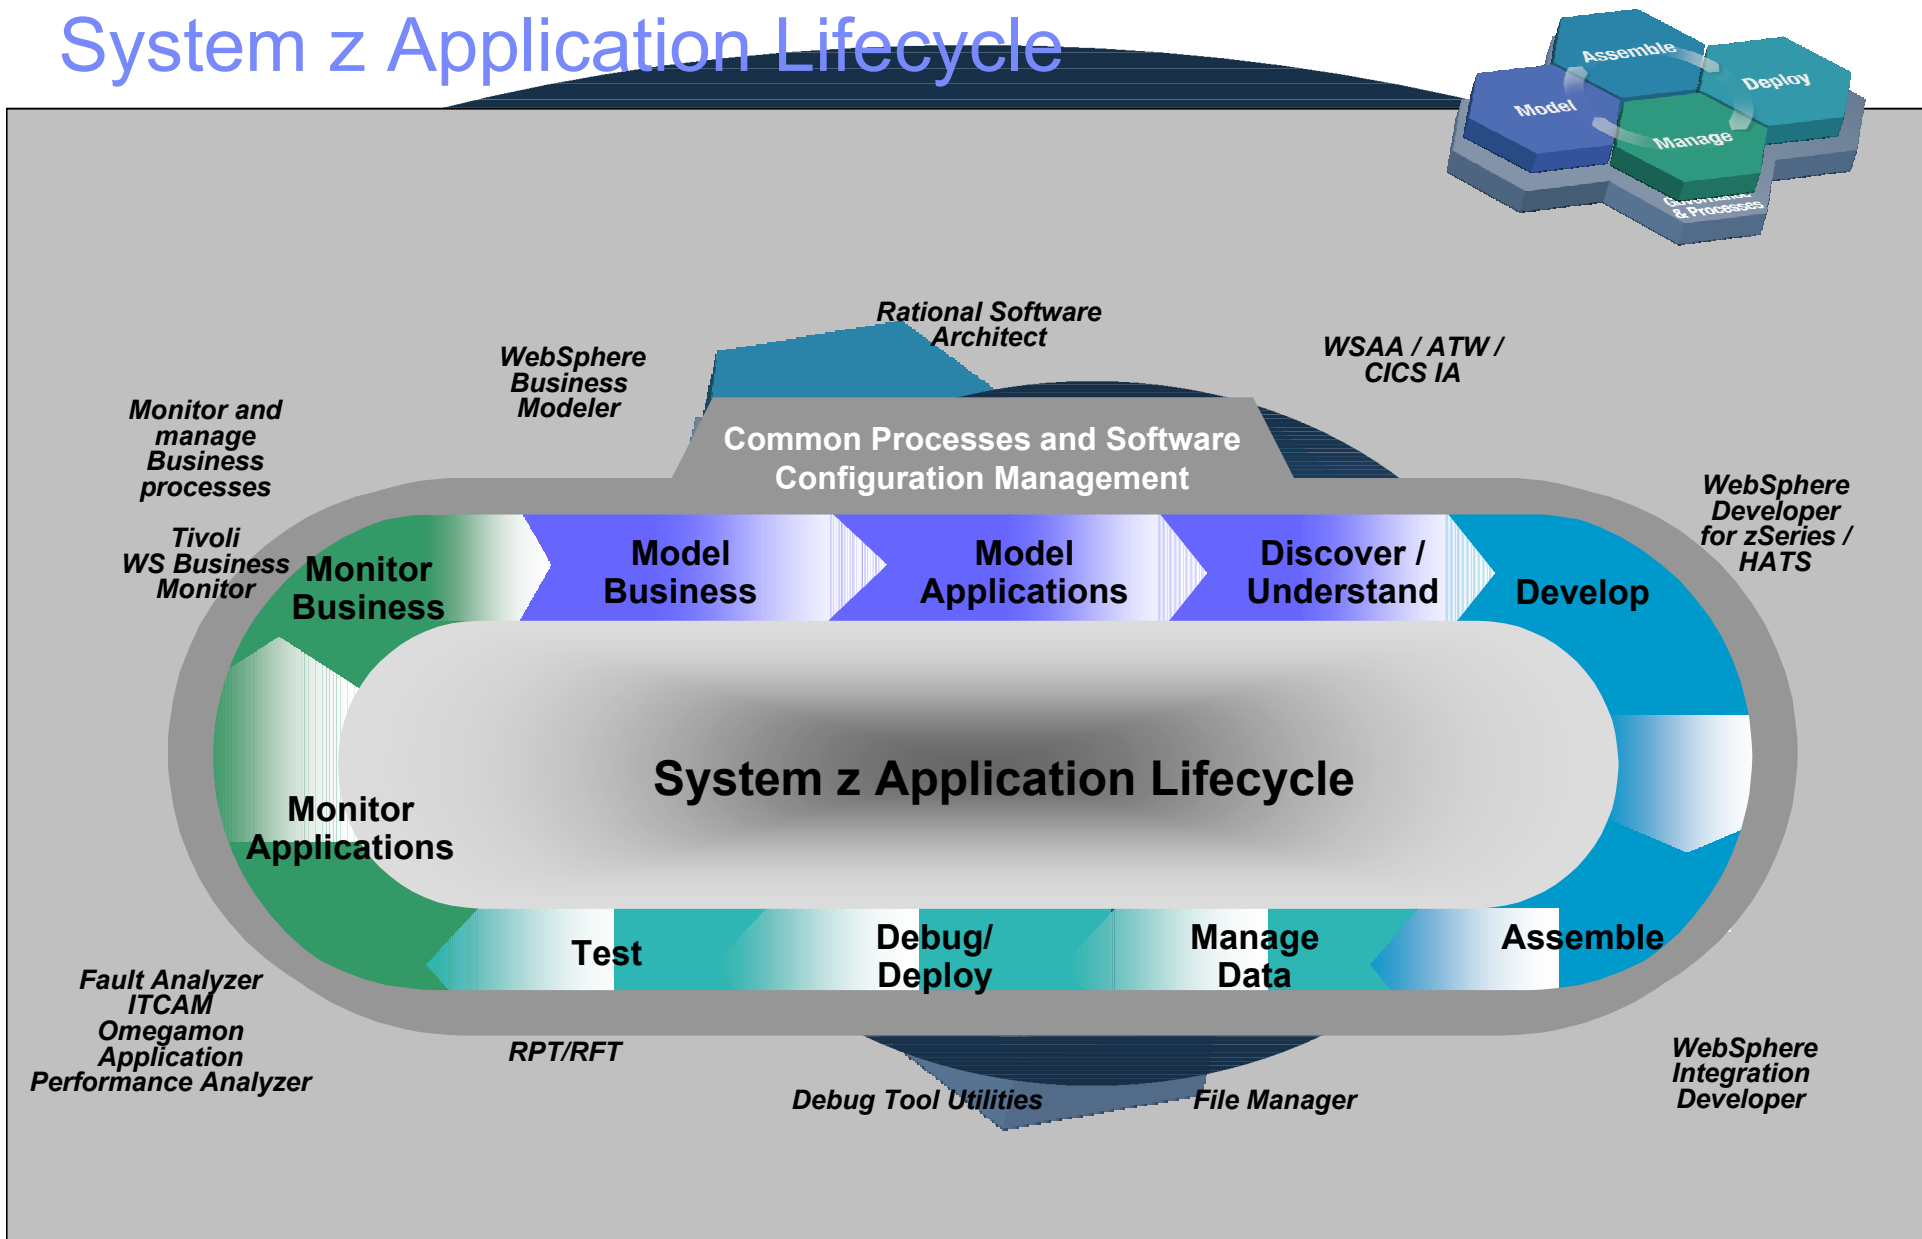 System z Application Lifecycle
Assemble
Deploy
Model
Manage
Governance
& Processes
Rational Software
Architect
WSAA / ATW /
CICS IA
WebSphere
Business
Modeler
Monitor and
manage
Business
processes
Common Processes and Software
Configuration Management
WebSphere
Developer
for zSeries /
HATS
Tivoli
WS Business
Monitor
Monitor
Business
Model
Business
Model
Applications
Discover /
Understand
Develop
System z Application Lifecycle
Monitor
Applications
Test
Debug/
Deploy
Manage
Data
Assemble
Fault Analyzer
ITCAM
Omegamon
Application
Performance Analyzer
RPT/RFT
Debug Tool Utilities
File Manager
WebSphere
Integration
Developer